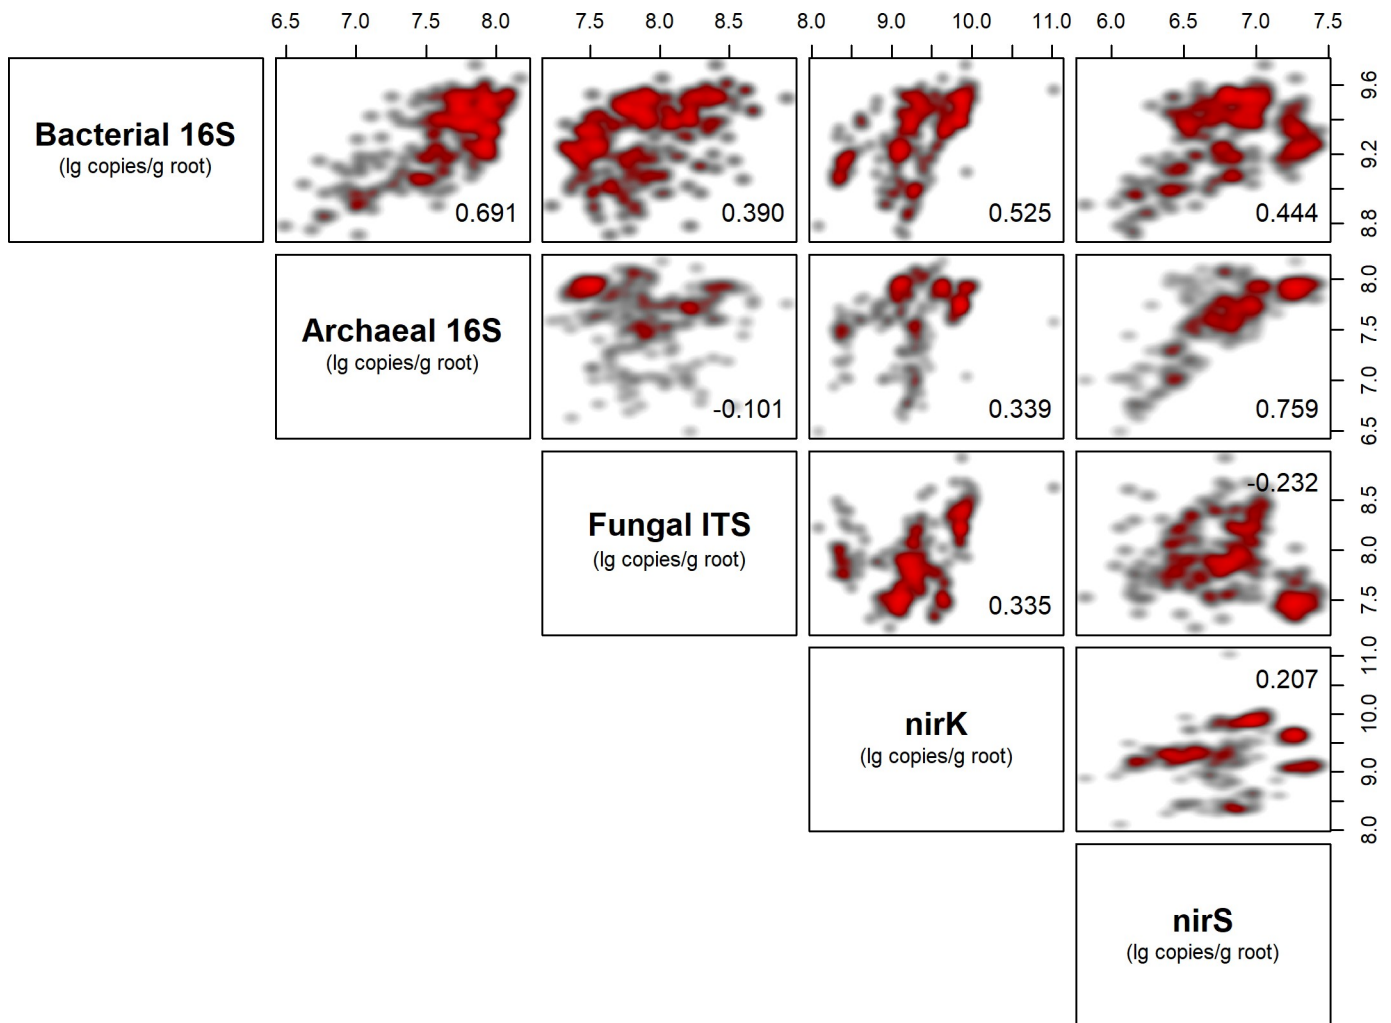 6.5 7.0 7.5 8.0 7.5 8.0 8.5 8.0 9.0 10.0 11.0 6.0 6.5 7.0 7.5
Bacterial 16S
(lg copies/g root)
0.691 0.390 0.525 0.444
9.6
9.2
8.8
Archaeal 16S
(lg copies/g root)
-0.101 0.339 0.759
8.0
7.5
7.0
6.5
Fungal ITS
(lg copies/g root)
0.335 -0.232
8.5
8.0
7.5
nirK
(lg copies/g root)
0.207
11.0
10.0
9.0
8.0
nirS
(lg copies/g root)